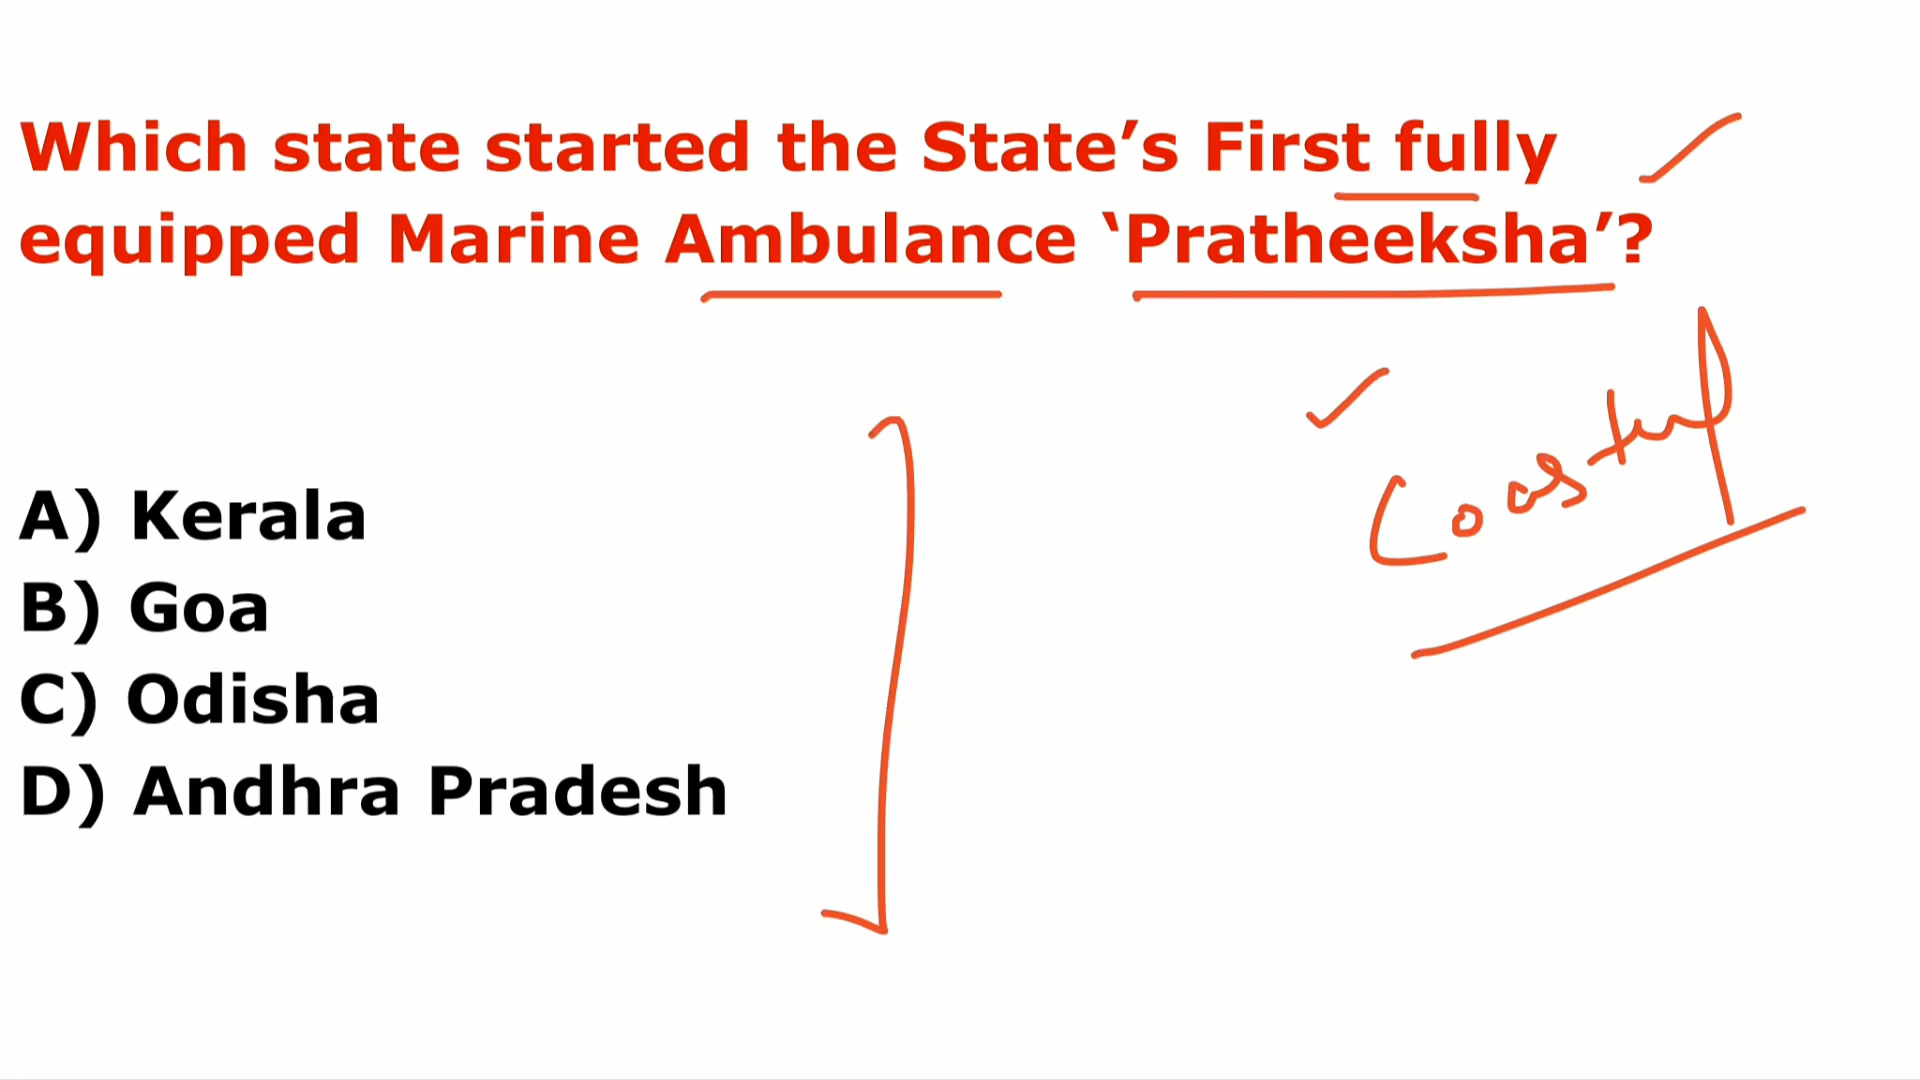 Which state started the State’s First fully
equipped Marine Ambulance ‘Pratheeksha’?
Coastal
A) Kerala
B) Goa
C) Odisha
D) Andhra Pradesh